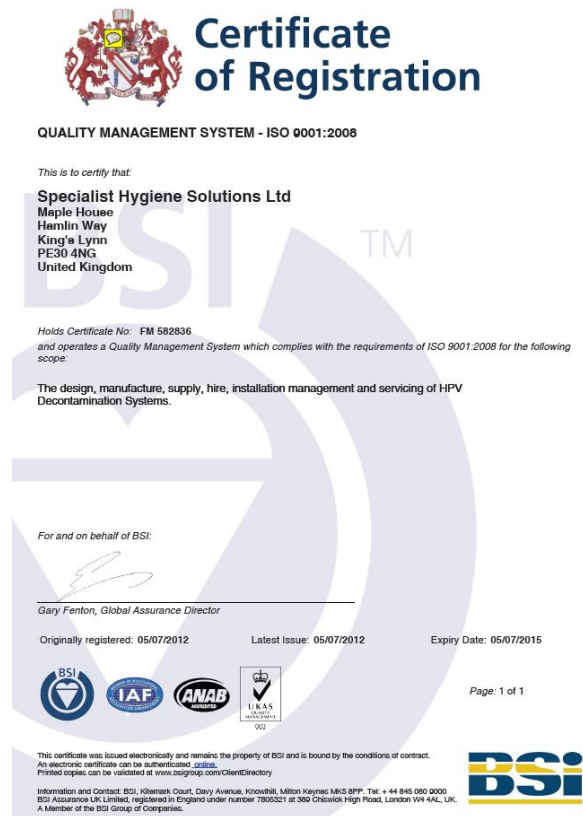 Certificate
of Registration
QUALITY MANAGEMENT SYSTEM - ISO 9001:2008
This is to certify that:
Specialist Hygiene Solutions Ltd
Maple House
Hamlin Way
King's Lynn
PE30 4NG
United Kingdom
BSI
TM
Holds Certificate No: FM 582836
and operates a Quality Management System which complies with the requirements of ISO 9001:2008 for the following
scope:
The design, manufacture, supply, hire, installation management and servicing of HPV
Decontamination Systems.
For and on behalf of BSI:
Gary Fenton, Global Assurance Director
Originally registered: 05/07/2012 Latest Issue: 05/07/2012 Expiry Date: 05/07/2015
BSI
IAF
ANAB
ACCREDITED
UKAS
QUALITY
MANAGEMENT
003
Page: 1 of 1
This certificate was issued electronically and remains the property of BSI and is bound by the conditions of contract.
An electronic certificate can be authenticated online.
Printed copies can be validated at www.bsigroup.com/ClientDirectory
Information and Contact: BSI, Kitemark Court, Davy Avenue, Knowlhill, Milton Keynes MK5 8PP. Tel: + 44 845 080 9000
BSI Assurance UK Limited, registered in England under number 7805321 at 389 Chiswick High Road, London W4 4AL, UK.
A Member of the BSI Group of Companies.
bsi